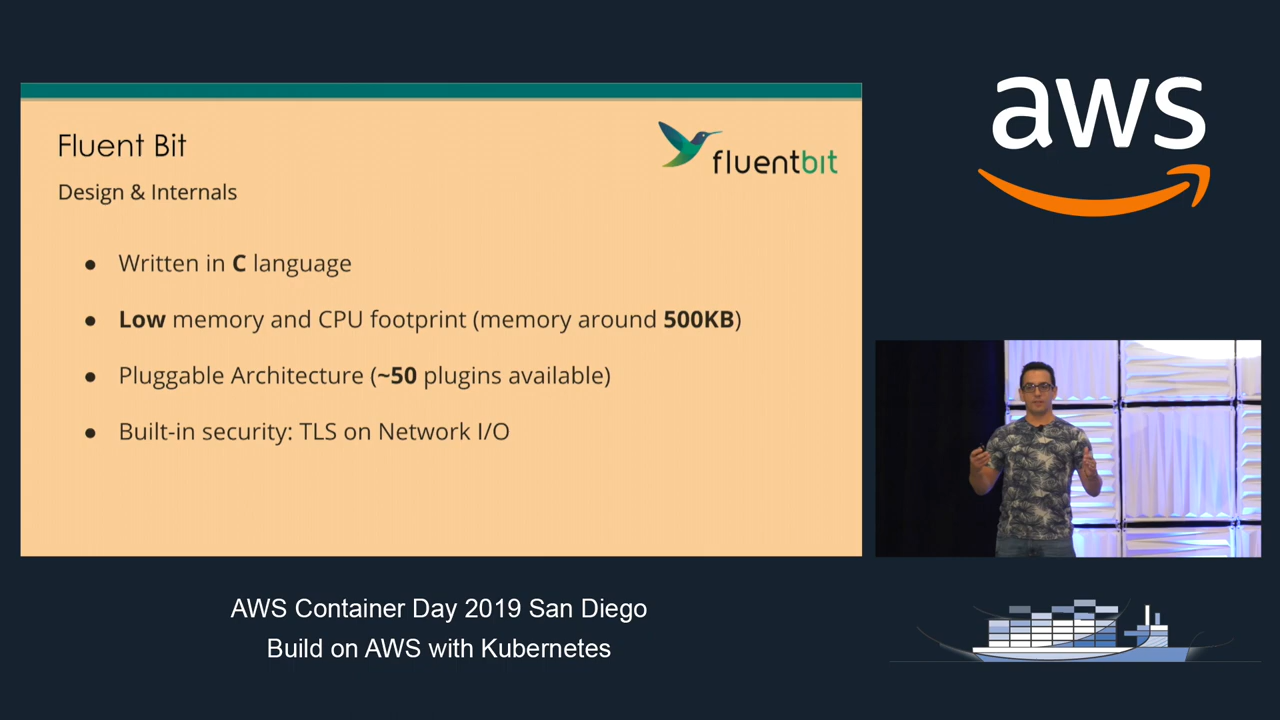 Fluent Bit
fluentbit
Design & Internals
● Written in C language
● Low memory and CPU footprint (memory around 500KB)
● Pluggable Architecture (~50 plugins available)
● Built-in security: TLS on Network I/O
aws
AWS Container Day 2019 San Diego
Build on AWS with Kubernetes